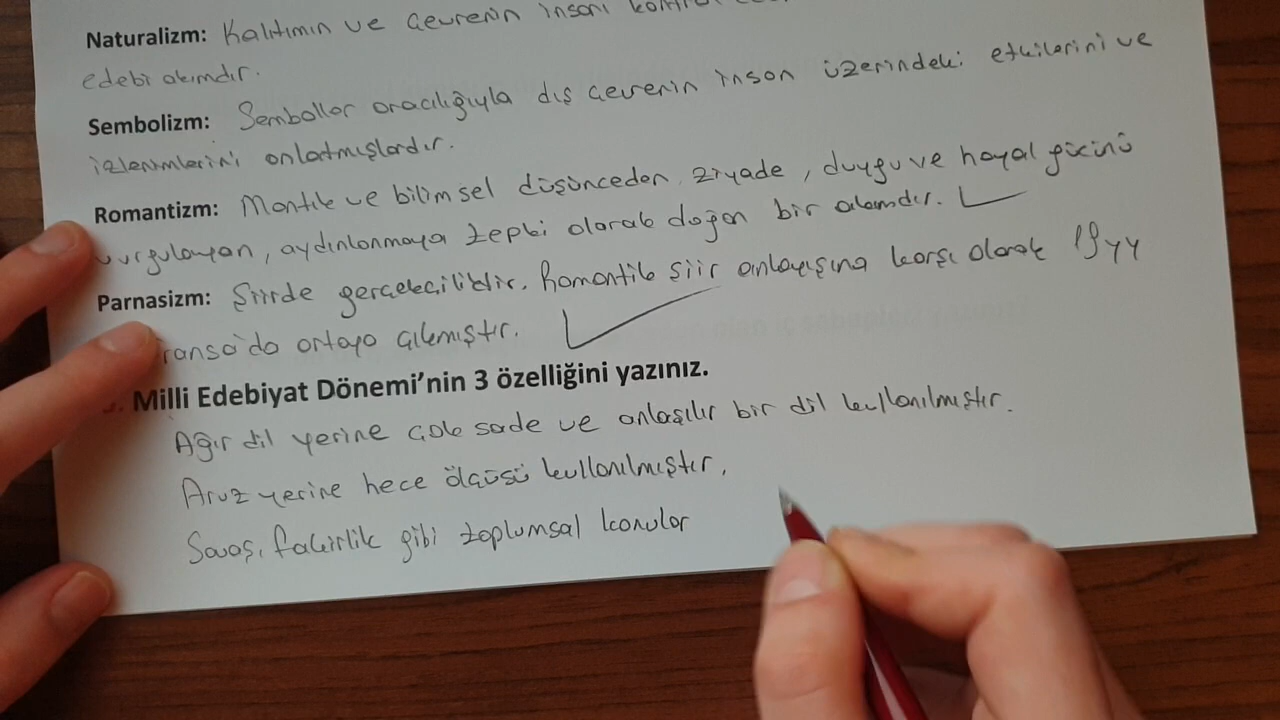 Naturalizm: Kalıtımın ve çevrenin insanı
edebi akımdır.
Sembolizm: Semboller aracılığıyla dış çevrenin insan üzerindeki etkilerini ve
izlenimlerini anlatmışlardır.
Romantizm: Mantık ve bilimsel düşünceden ziyade, duygu ve hayal gücünü
vurgulayan, aydınlanmaya tepki olarak doğan bir akımdır.
Parnasizm: Şiirde gerçekçiliktir. Romantik şiir anlayışına karşı olarak 19 yy
Fransa'da ortaya çıkmıştır.
Milli Edebiyat Dönemi'nin 3 özelliğini yazınız.
Ağır dil yerine çok sade ve anlaşılır bir dil kullanılmıştır.
Aruz yerine hece ölçüsü kullanılmıştır.
Savaş, fakirlik gibi toplumsal konular